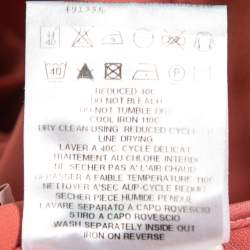 REDUCED 40C
DO NOT BLEACH
DO NOT TUMBLE DRY
COOL IRON 110C
DRY CLEAN USING REDUCED CYCLE
LINE DRYING
LAVER A 40C. CYCLE DELICAT
TRAITEMENT AU CHLORE INTERDIT
NE SECHER PAS A L'AIR CHAUD
REPASSER A FAIBLE TEMPERATURE 110C
NETTOYER A'SEC AUP-CYCLE REDUIT
SECHER PIECE HUMIDE PENDUE
LAVARE SEPARATO A CAPO ROVESCIO
STIRO A CAPO ROVESCIO
WASH SEPARATELY INSIDE OUT
IRON ON REVERSE